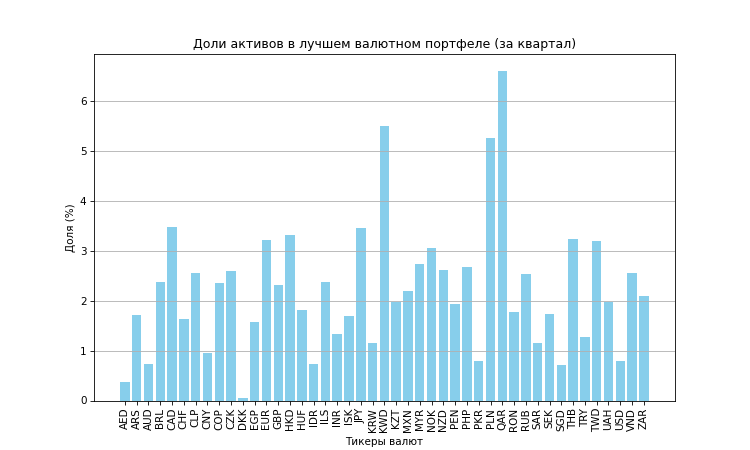 Доли активов в лучшем валютном портфеле (за квартал)
Доля (%)
6
5
4
3
2
1
0
AED ARS AUD BRL CAD CHF CLP CNY COP CZK DKK EGP EUR GBP HKD HUF IDR ILS INR ISK JPY KRW KWD KZT MXN MYR NOK NZD PEN PHP PKR PLN QAR RON RUB SAR SEK SGD THB TRY TWD UAH USD VND ZAR
Тикеры валют